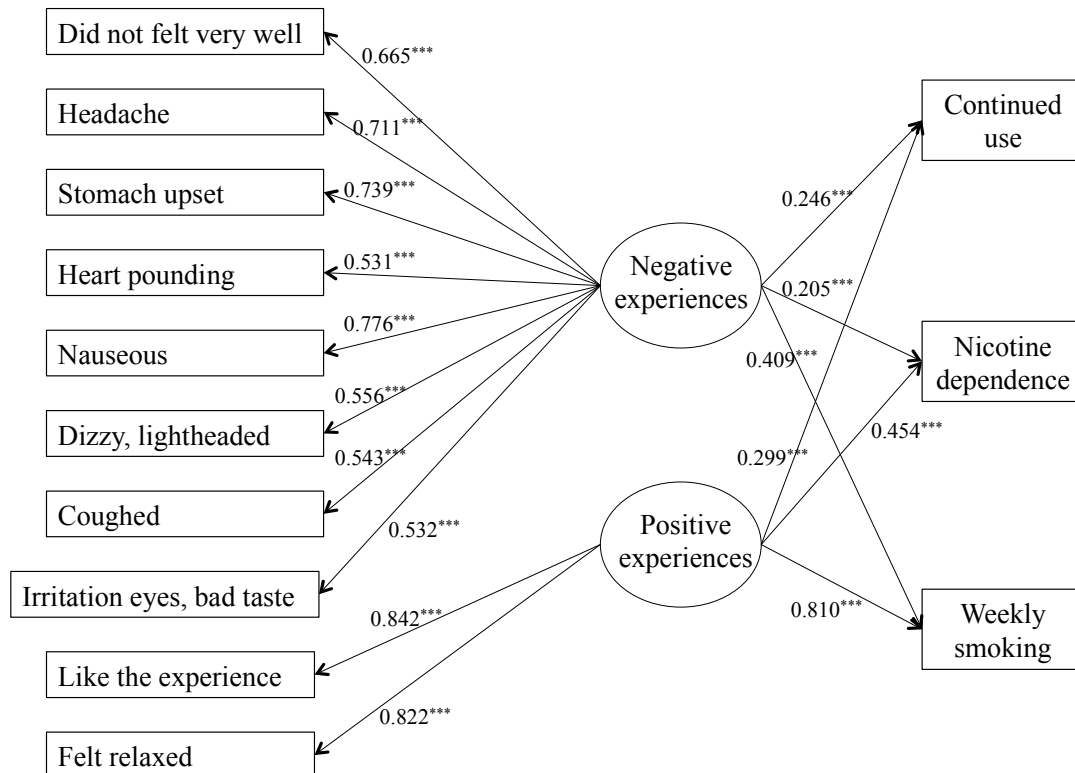 Did not felt very well
0.665***
Headache
0.711***
Stomach upset
0.739***
Heart pounding
0.531***
Nauseous
0.776***
Dizzy, lightheaded
0.556***
Coughed
0.543***
Irritation eyes, bad taste
0.532***
Like the experience
0.842***
Felt relaxed
0.822***
Negative
experiences
Positive
experiences
0.246***
0.205***
0.409***
0.299***
0.454***
0.810***
Continued
use
Nicotine
dependence
Weekly
smoking